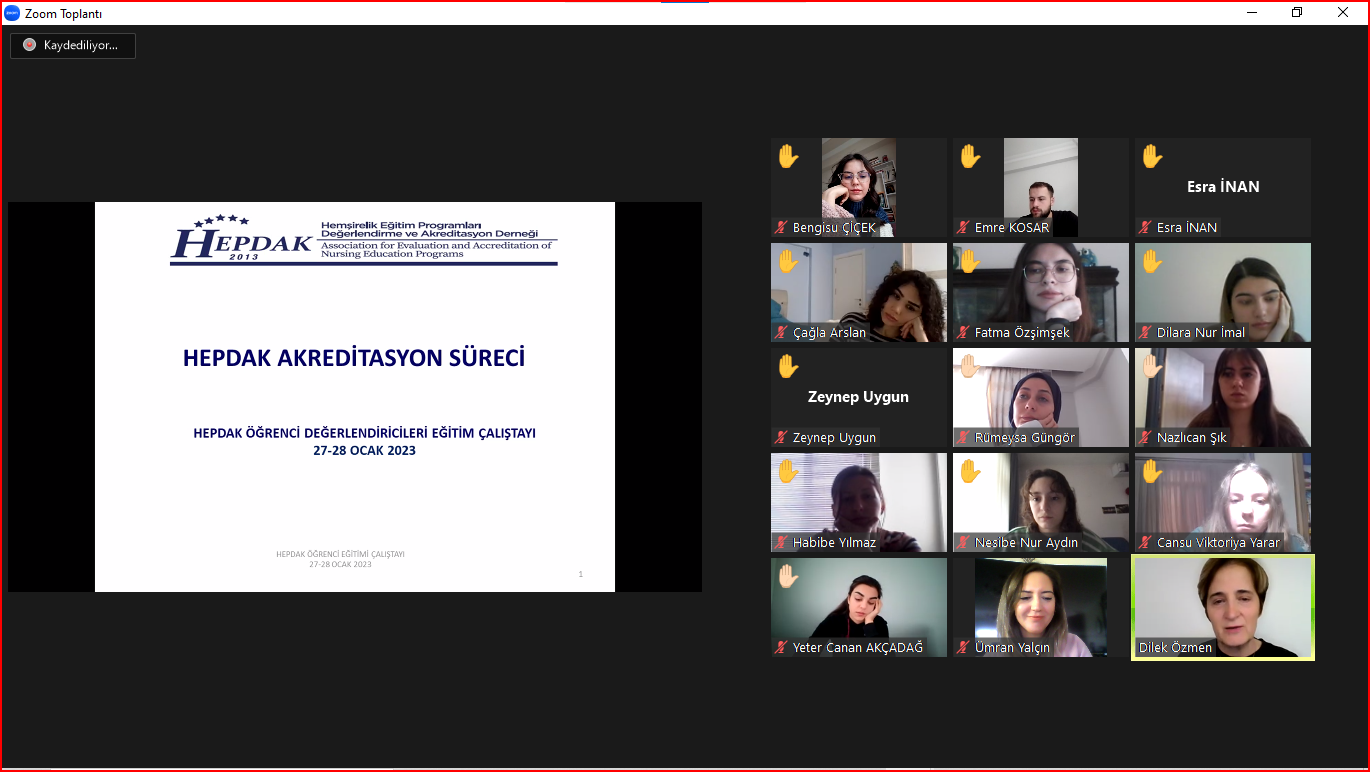 zoom
Zoom Toplantı
Kaydediliyor...
HEPDAK
2013
Hemşirelik Eğitim Programları
Değerlendirme ve Akreditasyon Derneği
Association for Evaluation and Accreditation of
Nursing Education Programs
HEPDAK AKREDİTASYON SÜRECİ
HEPDAK ÖĞRENCİ DEĞERLENDİRİCİLERİ EĞİTİM ÇALIŞTAYI
27-28 OCAK 2023
HEPDAK ÖĞRENCİ EĞİTİMİ ÇALIŞTAYI
27-28 OCAK 2023
1
Bengisu ÇİÇEK
Emre KOSAR
Esra İNAN
Esra İNAN
Çağla Arslan
Fatma Özşimşek
Dilara Nur İmal
Zeynep Uygun
Zeynep Uygun
Rümeysa Güngör
Nazlıcan Şık
Habibe Yılmaz
Nesibe Nur Aydın
Cansu Viktoriya Yarar
Yeter Canan AKÇADAĞ
Ümran Yalçın
Dilek Özmen